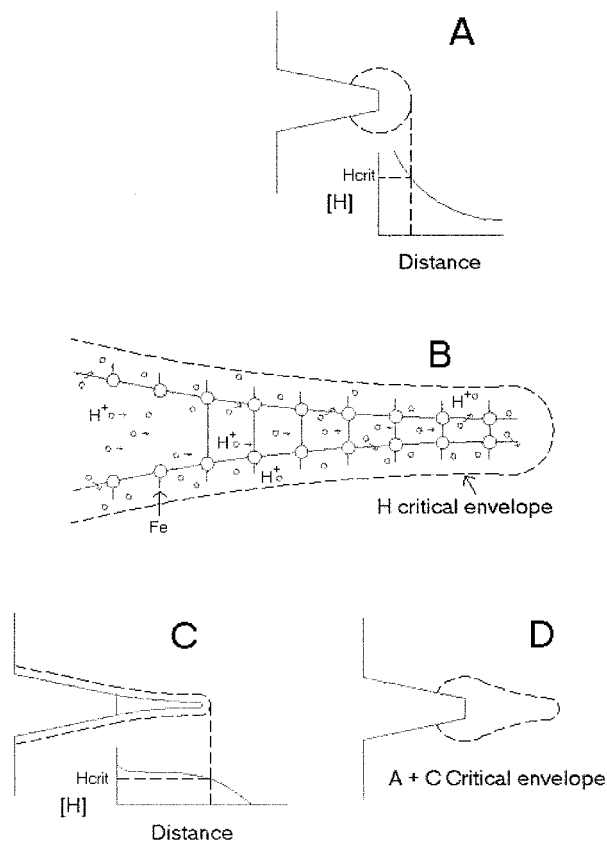 A
Hcrit
[H]
Distance
B
H+
H+
H+
H+
H critical envelope
Fe
C
D
Hcrit
[H]
Distance
A + C Critical envelope